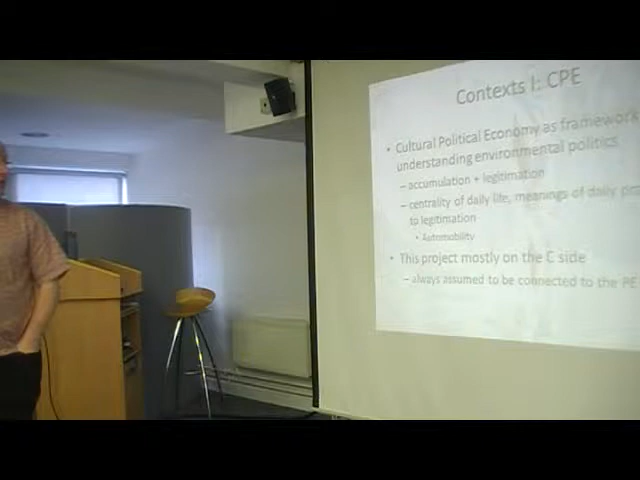 Contexts I: CPE
• Cultural Political Economy as framework
understanding environmental politics
– accumulation + legitimation
– centrality of daily life, meanings of daily
to legitimation
• Automobility
• This project mostly on the C side
– always assumed to be connected to the PE